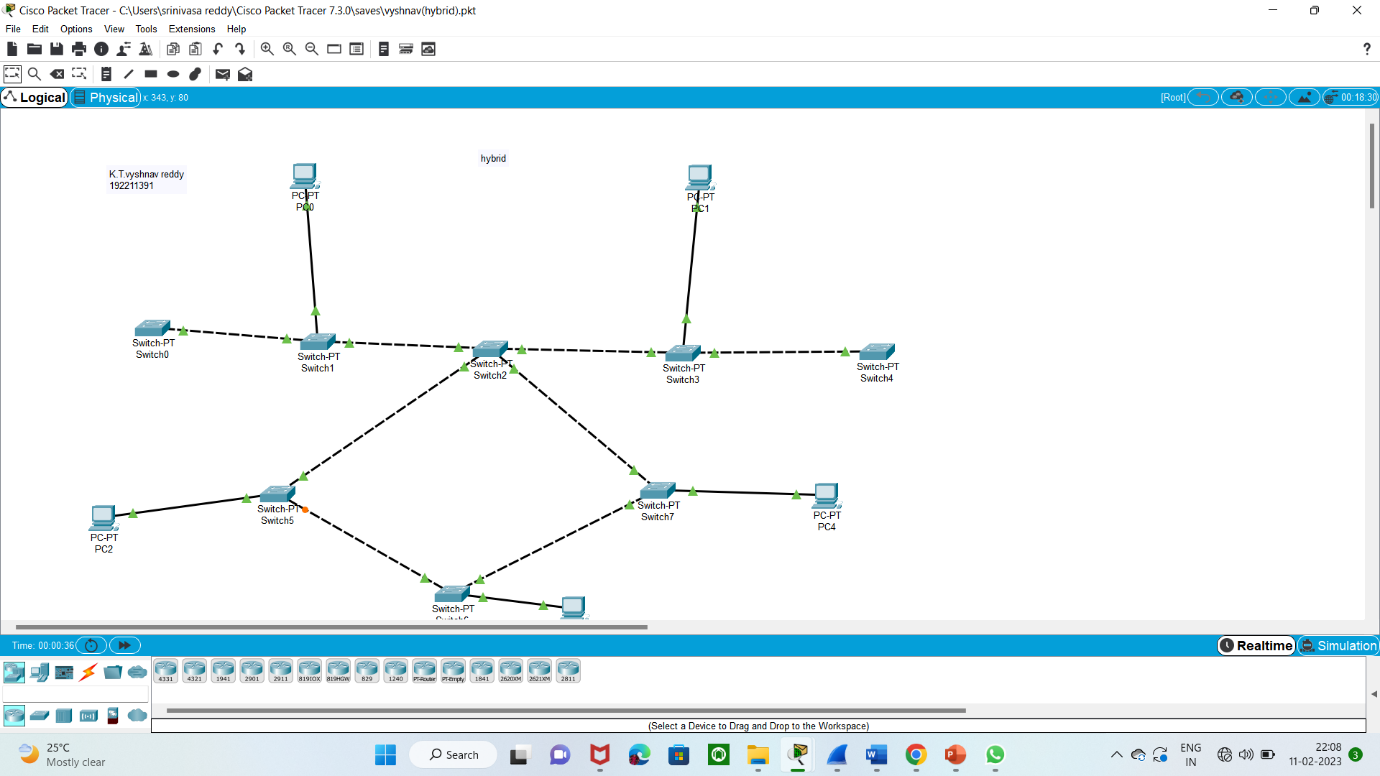 Cisco Packet Tracer - C:\Users\srinivasa reddy\Cisco Packet Tracer 7.3.0\saves\vyshnav(hybrid).pkt
File Edit Options View Tools Extensions Help
?
Logical Physical x: 343, y: 80 [Root] 00:18:30
hybrid
K.T.vyshnav reddy
192211391
PC-PT
PC0
PC-PT
PC1
Switch-PT
Switch0
Switch-PT
Switch1
Switch-PT
Switch2
Switch-PT
Switch3
Switch-PT
Switch4
Switch-PT
Switch5
Switch-PT
Switch7
PC-PT
PC4
PC-PT
PC2
Switch-PT
Switch6
Time: 00:00:36 Realtime Simulation
4331 4321 1941 2901 2911 819IOX 819HGW 829 1240 PT-Router PT-Empty 1841 2620XM 2621XM 2811
(Select a Device to Drag and Drop to the Workspace)
25°C
Mostly clear
Search
ENG
IN
22:08
11-02-2023
3